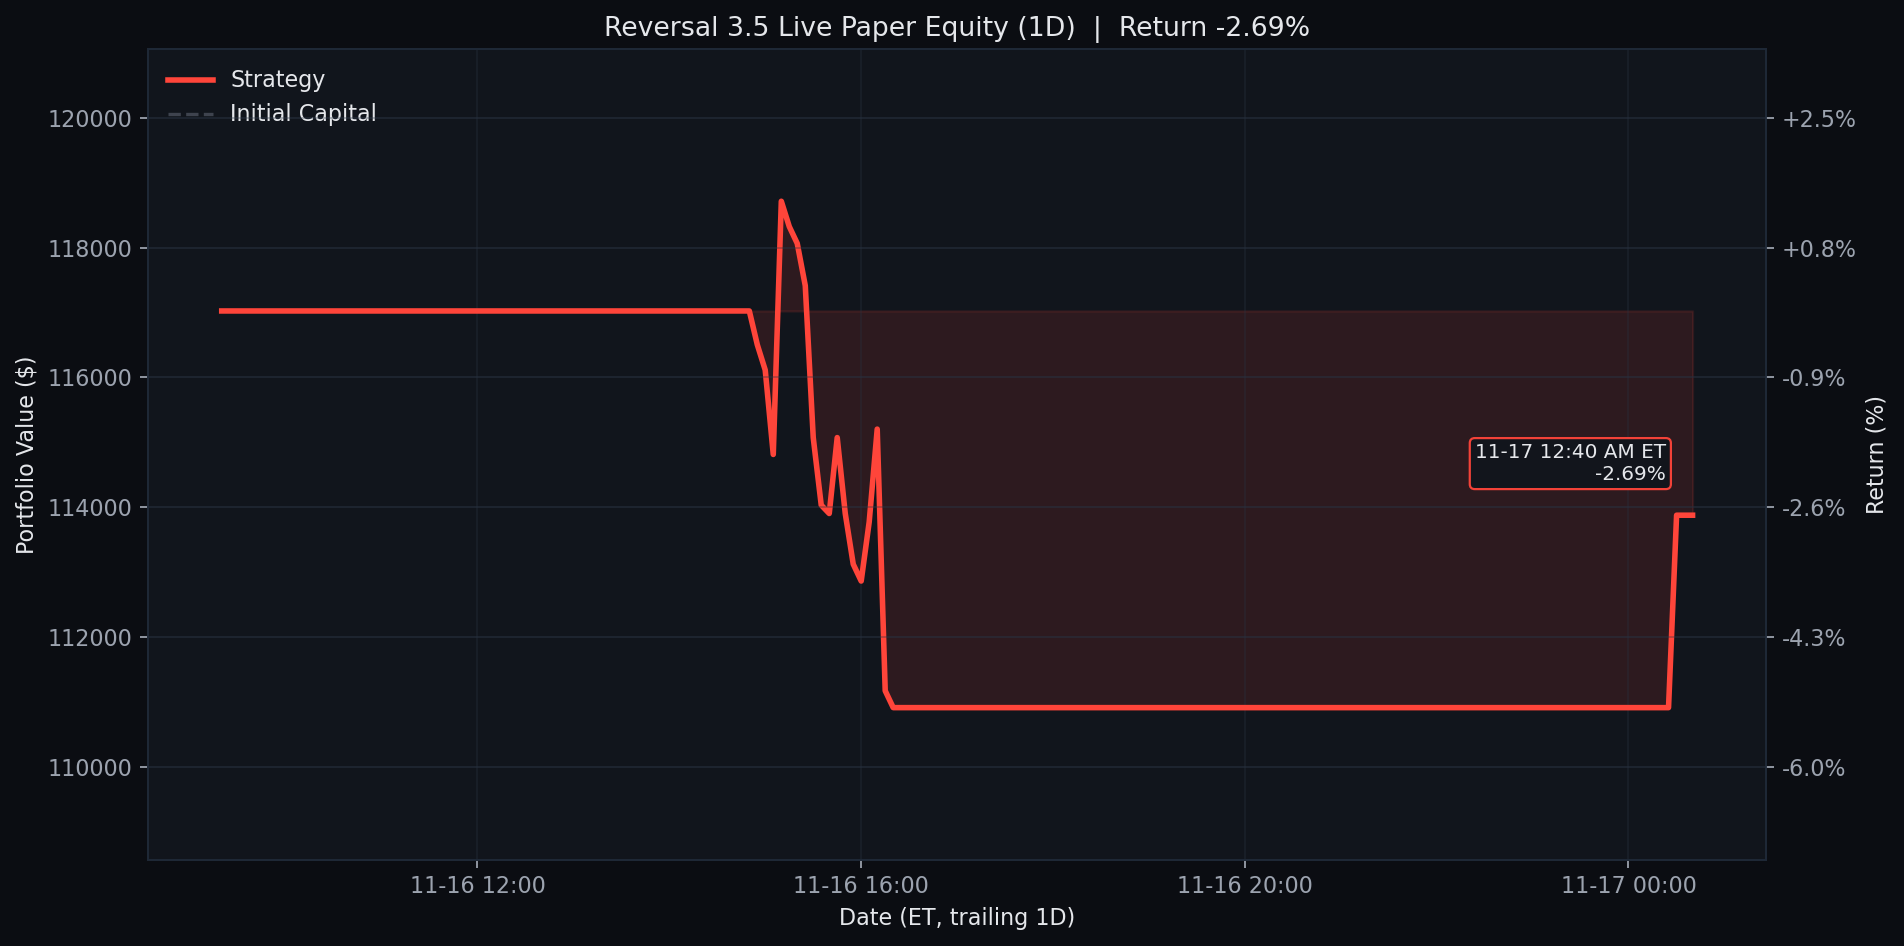 Reversal 3.5 Live Paper Equity (1D) | Return -2.69%
Strategy
Initial Capital
Portfolio Value ($)
120000
118000
116000
114000
112000
110000
+2.5%
+0.8%
-0.9%
-2.6%
-4.3%
-6.0%
Return (%)
11-17 12:40 AM ET
-2.69%
11-16 12:00
11-16 16:00
11-16 20:00
11-17 00:00
Date (ET, trailing 1D)